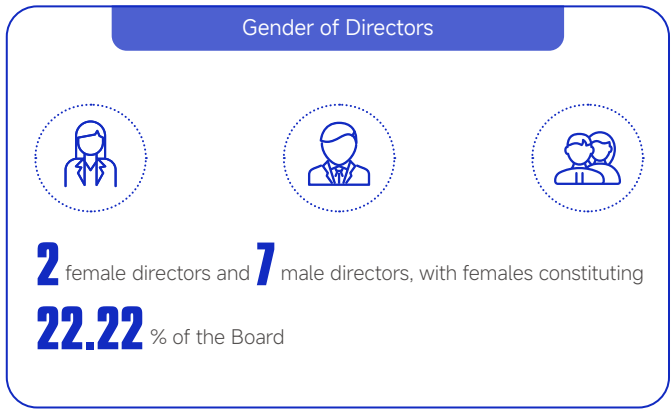 Gender of Directors
2 female directors and 7 male directors, with females constituting
22.22 % of the Board